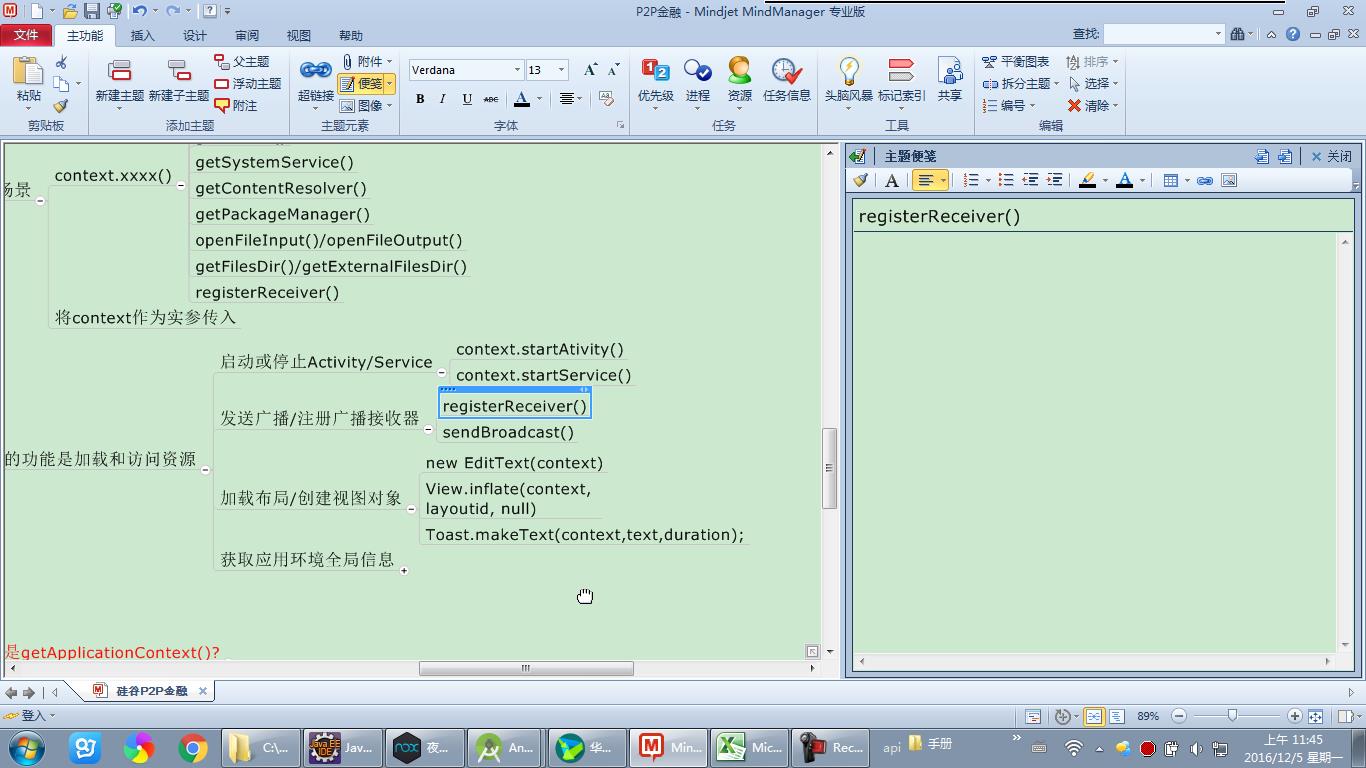 P2P金融 - Mindjet MindManager 专业版
文件 主功能 插入 设计 审阅 视图 帮助 查找:
粘贴 新建主题 新建子主题 父主题 浮动主题 附注 超链接 附件 便笺 图像 Verdana 13 B I U ABC A 优先级 进程 资源 任务信息 头脑风暴 标记索引 共享 平衡图表 排序 拆分主题 选择 编号 清除
剪贴板 添加主题 主题元素 字体 任务 工具 编辑
主题便笺 关闭
registerReceiver()
getSystemService()
context.xxxx()
场景
getContentResolver()
getPackageManager()
openFileInput()/openFileOutput()
getFilesDir()/getExternalFilesDir()
registerReceiver()
将context作为实参传入
启动或停止Activity/Service
context.startAtivity()
context.startService()
发送广播/注册广播接收器
registerReceiver()
sendBroadcast()
的功能是加载和访问资源
加载布局/创建视图对象
new EditText(context)
View.inflate(context,
layoutid, null)
Toast.makeText(context,text,duration);
获取应用环境全局信息
是getApplicationContext()?
硅谷P2P金融
登入 89%
C:\... Jav... 夜... An... 华... Min... Mic... Rec... api 手册
上午 11:45
2016/12/5 星期一